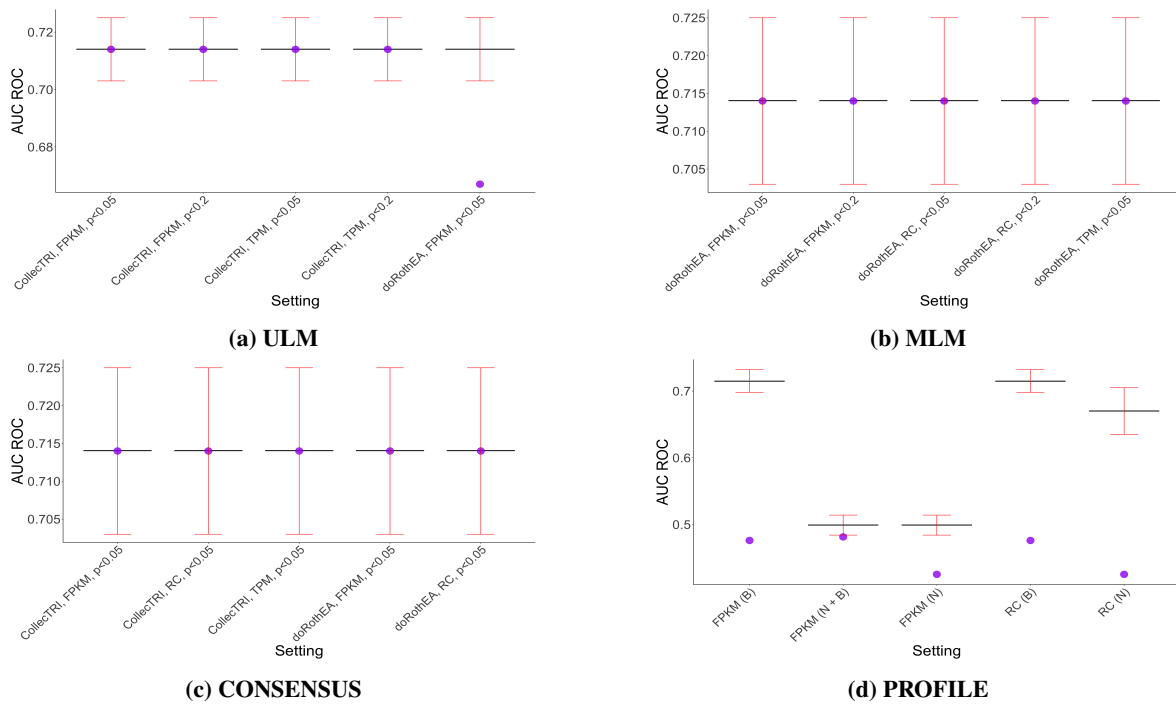 0.72
0.70
0.68
AUC ROC
CollecTRI, FPKM, p<0.05
CollecTRI, FPKM, p<0.2
CollecTRI, TPM, p<0.05
CollecTRI, TPM, p<0.2
doRothEA, FPKM, p<0.05
Setting
(a) ULM
0.725
0.720
0.715
0.710
0.705
AUC ROC
doRothEA, FPKM, p<0.05
doRothEA, FPKM, p<0.2
doRothEA, RC, p<0.05
doRothEA, RC, p<0.2
doRothEA, TPM, p<0.05
Setting
(b) MLM
0.725
0.720
0.715
0.710
0.705
AUC ROC
CollecTRI, FPKM, p<0.05
CollecTRI, RC, p<0.05
CollecTRI, TPM, p<0.05
doRothEA, FPKM, p<0.05
doRothEA, RC, p<0.05
Setting
(c) CONSENSUS
0.7
0.6
0.5
AUC ROC
FPKM (B)
FPKM (N + B)
FPKM (N)
RC (B)
RC (N)
Setting
(d) PROFILE